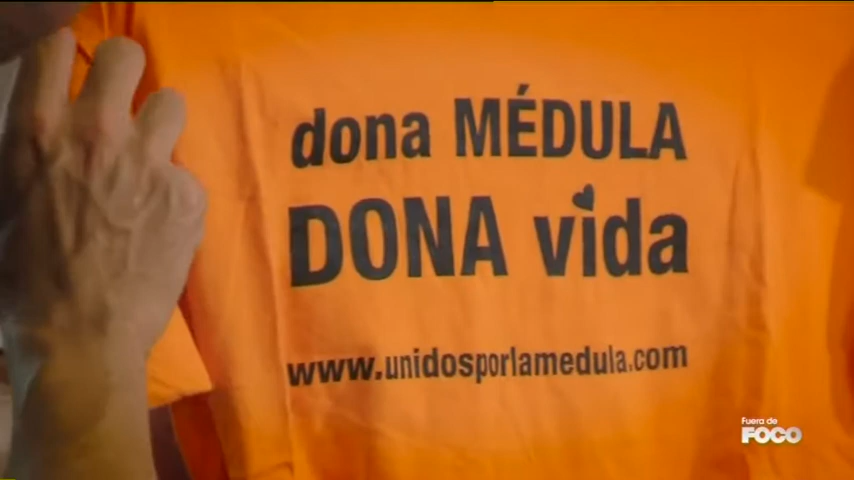 dona MÉDULA
DONA vida
www.unidosporlamedula.com
Fuera de
FOCO